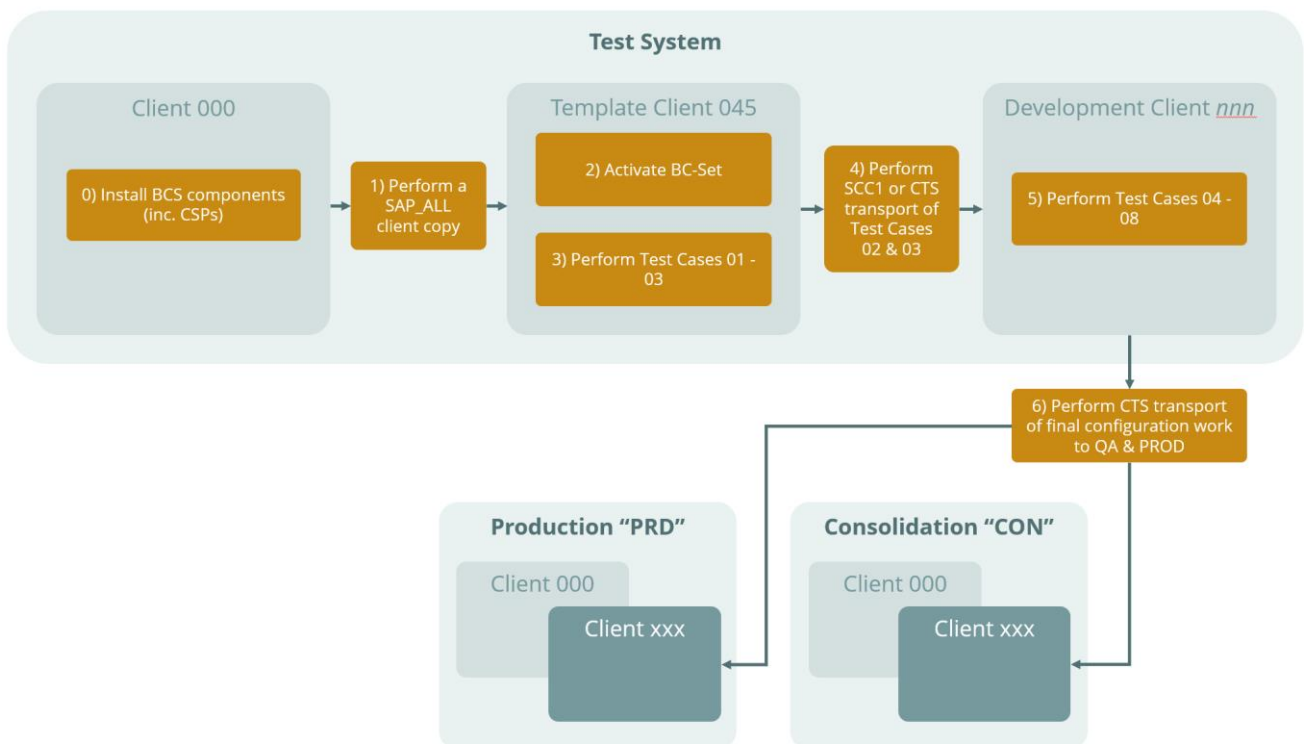 Test System
Client 000
0) Install BCS components
(inc. CSPs)
1) Perform a
SAP_ALL
client copy
Template Client 045
2) Activate BC-Set
3) Perform Test Cases 01 -
03
4) Perform
SCC1 or CTS
transport of
Test Cases
02 & 03
Development Client nnn
5) Perform Test Cases 04 -
08
6) Perform CTS transport
of final configuration work
to QA & PROD
Production “PRD”
Client 000
Client xxx
Consolidation “CON”
Client 000
Client xxx